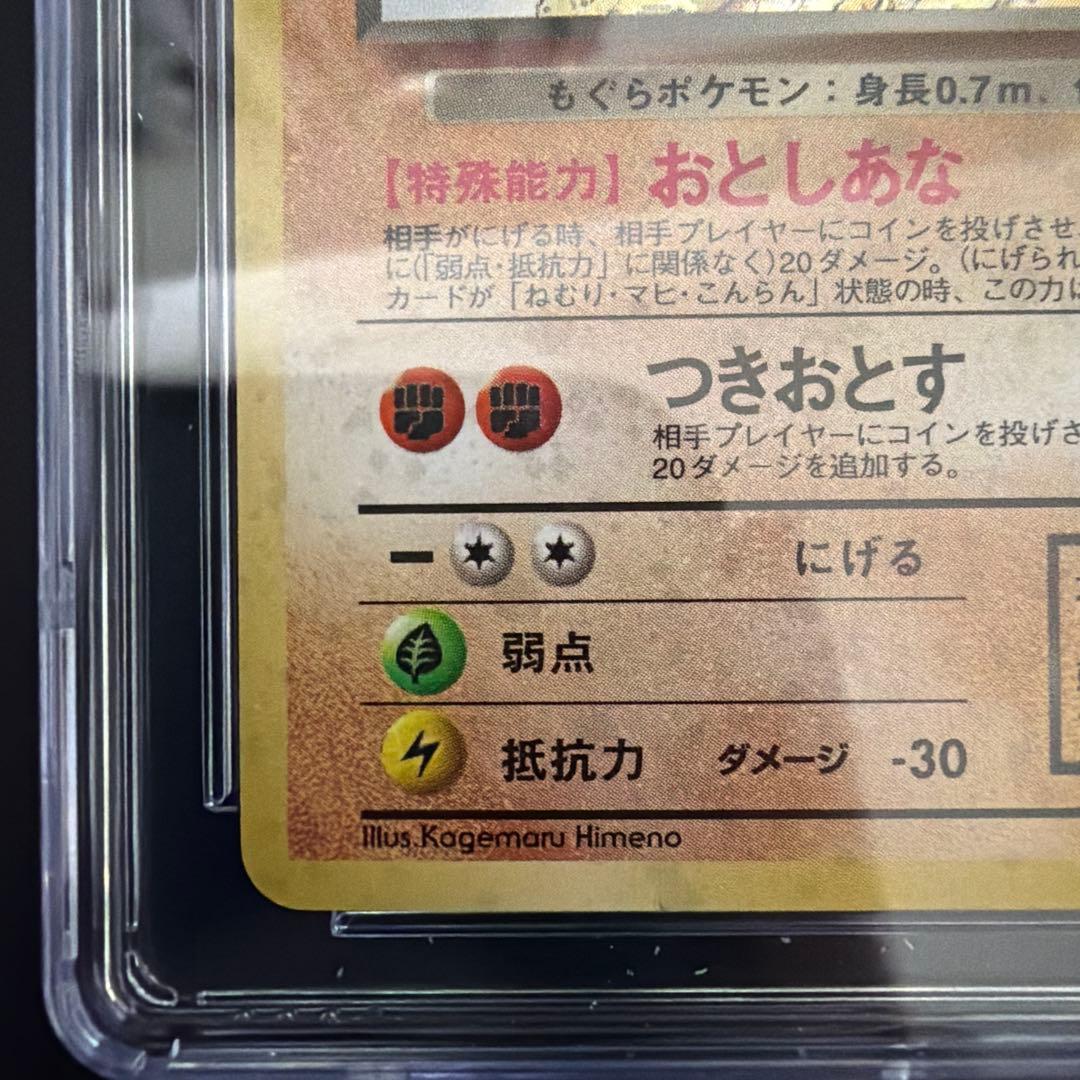 もぐらポケモン：身長0.7m、
【特殊能力】おとしあな
相手がにげる時、相手プレイヤーにコインを投げさせ
に(「弱点・抵抗力」に関係なく)20ダメージ。(にげられ
カードが「ねむり・マヒ・こんらん」状態の時、この力は
つきおとす
相手プレイヤーにコインを投げさ
20ダメージを追加する。
ー にげる
弱点
抵抗力 ダメージ -30
Illus.Kagemaru Himeno